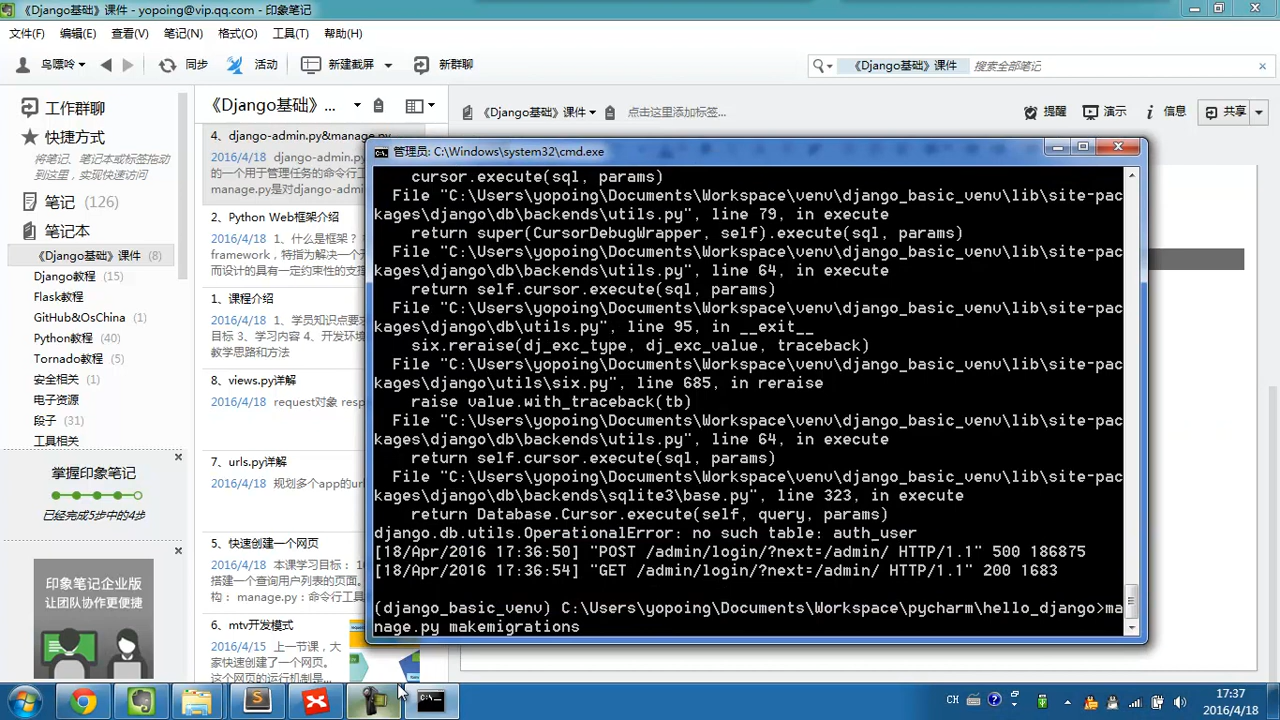 《Django基础》课件 - yopoing@vip.qq.com - 印象笔记
文件(F) 编辑(E) 查看(V) 笔记(N) 格式(O) 工具(T) 帮助(H)
鸟嘌呤 同步 活动 新建截屏 新群聊 《Django基础》课件 搜索全部笔记
工作群聊
快捷方式
将笔记、笔记本或标签拖动
到这里，实现快速访问
笔记 (126)
笔记本
《Django基础》课件 (8)
Django教程 (15)
Flask教程
GitHub&OsChina (1)
Python教程 (40)
Tornado教程 (5)
安全相关 (1)
电子资源
段子 (31)
工具相关
掌握印象笔记
已经完成5步中的4步
印象笔记企业版
让团队协作更便捷
《Django基础》...
4、django-admin.py&manage.py
2016/4/18 django-admin.py
的一个用于管理任务的命令行工
manage.py是对django-admi
2、Python Web框架介绍
2016/4/18 1、什么是框架？
framework，特指为解决一个开
而设计的具有一定约束性的支撑
1、课程介绍
2016/4/18 1、学员知识点要求
目标 3、学习内容 4、开发环境
教学思路和方法
8、views.py详解
2016/4/18 request对象 resp
7、urls.py详解
2016/4/18 规划多个app的url
5、快速创建一个网页
2016/4/18 本课学习目标：
搭建一个查询用户列表的页面。
构： manage.py：命令行工具
6、mtv开发模式
2016/4/15 上一节课，大
家快速创建了一个网页。
这个网页的运行机制是
《Django基础》课件 点击这里添加标签... 提醒 演示 信息 共享
管理员: C:\Windows\system32\cmd.exe
cursor.execute(sql, params)
File "C:\Users\yopoing\Documents\Workspace\venv\django_basic_venv\lib\site-pac
kages\django\db\backends\utils.py", line 79, in execute
return super(CursorDebugWrapper, self).execute(sql, params)
File "C:\Users\yopoing\Documents\Workspace\venv\django_basic_venv\lib\site-pac
kages\django\db\backends\utils.py", line 64, in execute
return self.cursor.execute(sql, params)
File "C:\Users\yopoing\Documents\Workspace\venv\django_basic_venv\lib\site-pac
kages\django\db\utils.py", line 95, in __exit__
six.reraise(dj_exc_type, dj_exc_value, traceback)
File "C:\Users\yopoing\Documents\Workspace\venv\django_basic_venv\lib\site-pac
kages\django\utils\six.py", line 685, in reraise
raise value.with_traceback(tb)
File "C:\Users\yopoing\Documents\Workspace\venv\django_basic_venv\lib\site-pac
kages\django\db\backends\utils.py", line 64, in execute
return self.cursor.execute(sql, params)
File "C:\Users\yopoing\Documents\Workspace\venv\django_basic_venv\lib\site-pac
kages\django\db\backends\sqlite3\base.py", line 323, in execute
return Database.Cursor.execute(self, query, params)
django.db.utils.OperationalError: no such table: auth_user
[18/Apr/2016 17:36:50] "POST /admin/login/?next=/admin/ HTTP/1.1" 500 186875
[18/Apr/2016 17:36:54] "GET /admin/login/?next=/admin/ HTTP/1.1" 200 1683
(django_basic_venv) C:\Users\yopoing\Documents\Workspace\pycharm\hello_django>ma
nage.py makemigrations
CH
17:37
2016/4/18